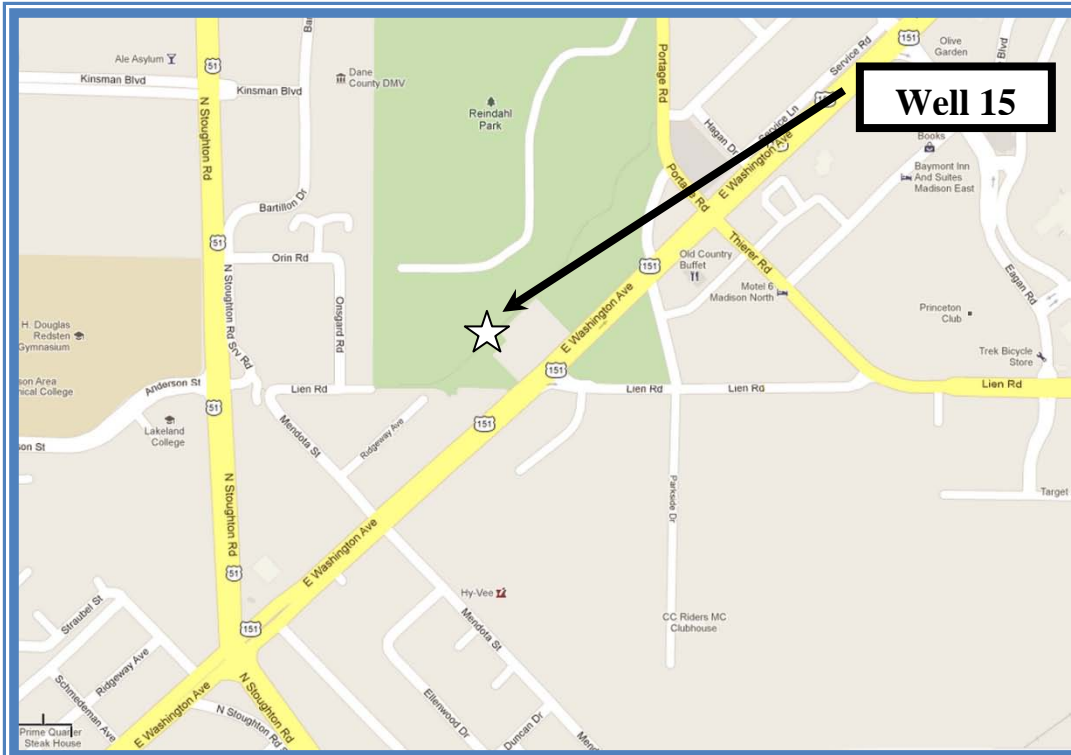 Ale Asylum
51
Kinsman Blvd
Kinsman Blvd
Dane
County DMV
Reindahl
Park
N Stoughton Rd
Bartillon Dr
Portage Rd
Portage Rd
Hagan Dr
Service Rd
Service Ln
E Washington Ave
151
Olive
Garden
Blvd
Well 15
Books
Baymont Inn
And Suites
Madison East
51
Orin Rd
Onsgard Rd
N Stoughton Rd Srv Rd
151
Old Country
Buffet
Thierer Rd
Motel 6
Madison North
Eagan Rd
Princeton
Club
Trek Bicycle
Store
H. Douglas
Redsten
Gymnasium
Anderson St
Lakeland
College
51
Lien Rd
Mendota St
Ridgeway Ave
E Washington Ave
151
Lien Rd
Lien Rd
Lien Rd
151
Parkside Dr
Target
N Stoughton Rd
51
E Washington Ave
151
Hy-Vee
Mendota St
CC Riders MC
Clubhouse
Straubel St
Ridgeway Ave
Schmedeman Ave
E Washington Ave
N Stoughton Rd
N Stoughton Rd
Ellenwood Dr
Duncan Dr
Prime Quarter
Steak House